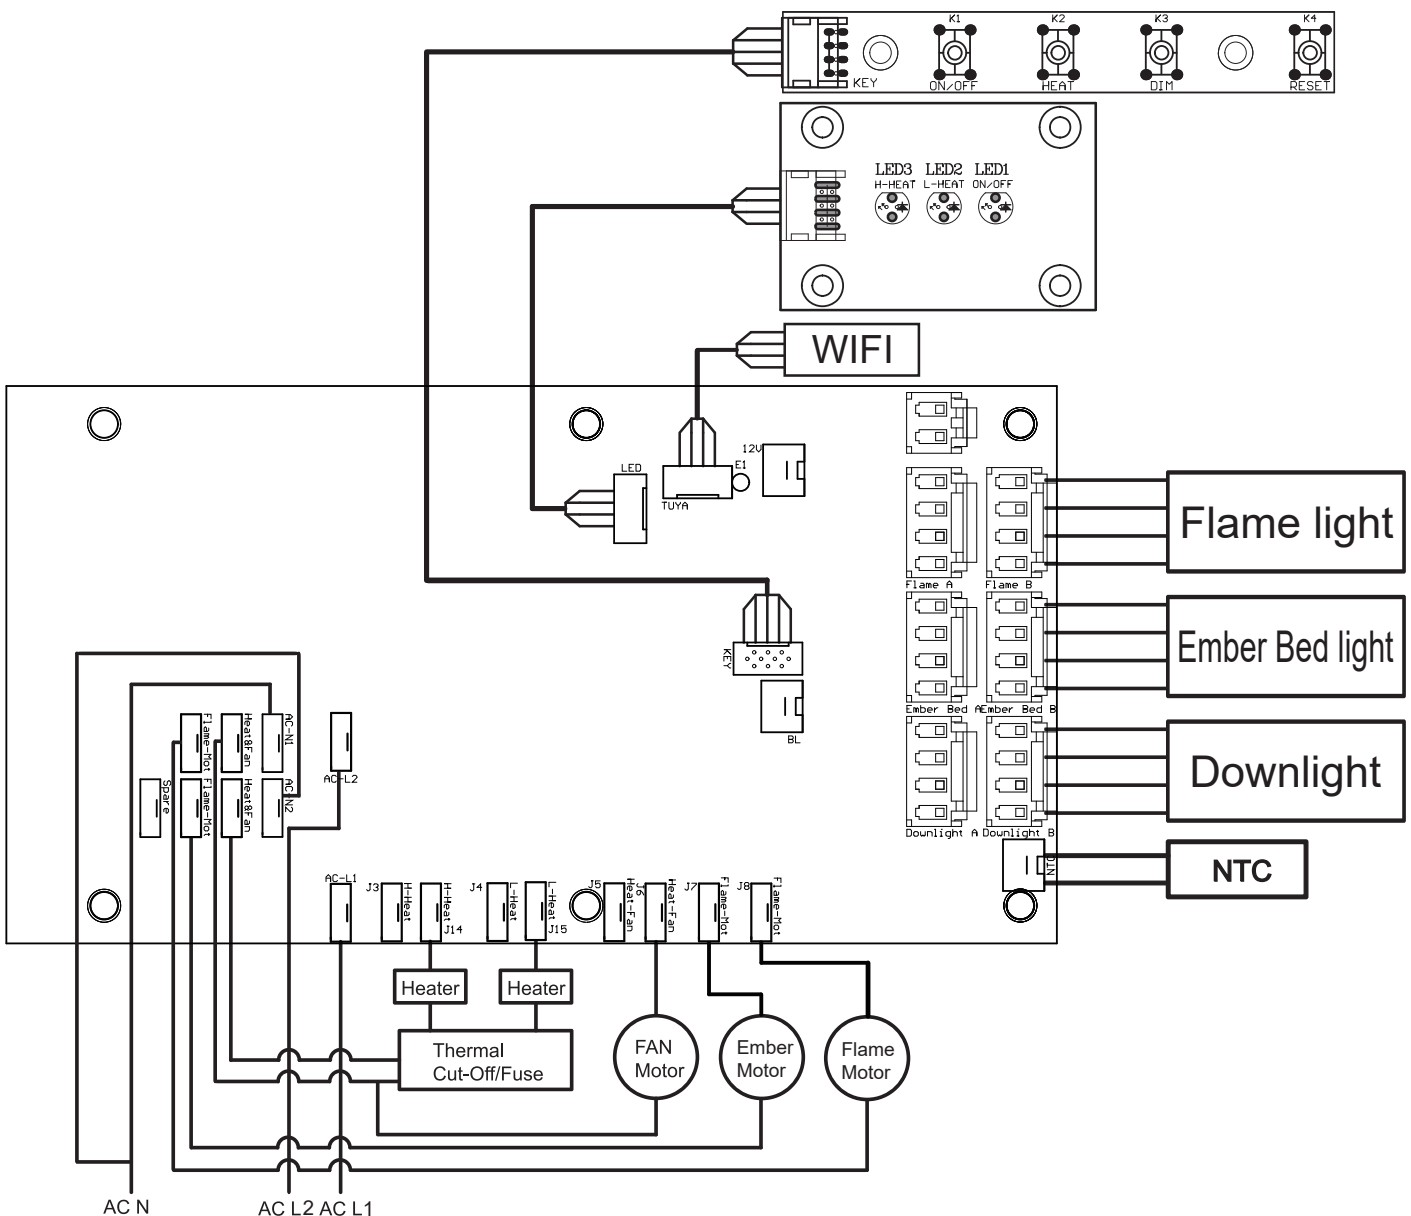 K1
K2
K3
K4
KEY
ON/OFF
HEAT
DIM
RESET
LED3
LED2
LED1
H-HEAT
L-HEAT
ON/OFF
WIFI
12V
LED
E1
TUYA
Flame light
Flame A
Flame B
Ember Bed light
KEY
Ember Bed A
Ember Bed B
BL
Flame-Mot
Heat&Fan
AC-N1
AC-L2
Downlight
Spare
Flame-Mot
Heat&Fan
AC-N2
Downlight A
Downlight B
NTC
NTC
AC-L1
J3
H-Heat
H-Heat
J14
J4
L-Heat
L-Heat
J15
J5
Heat-Fan
J6
Heat-Fan
J7
Flame-Mot
J8
Flame-Mot
Heater
Heater
Thermal
Cut-Off/Fuse
FAN
Motor
Ember
Motor
Flame
Motor
AC N
AC L2
AC L1